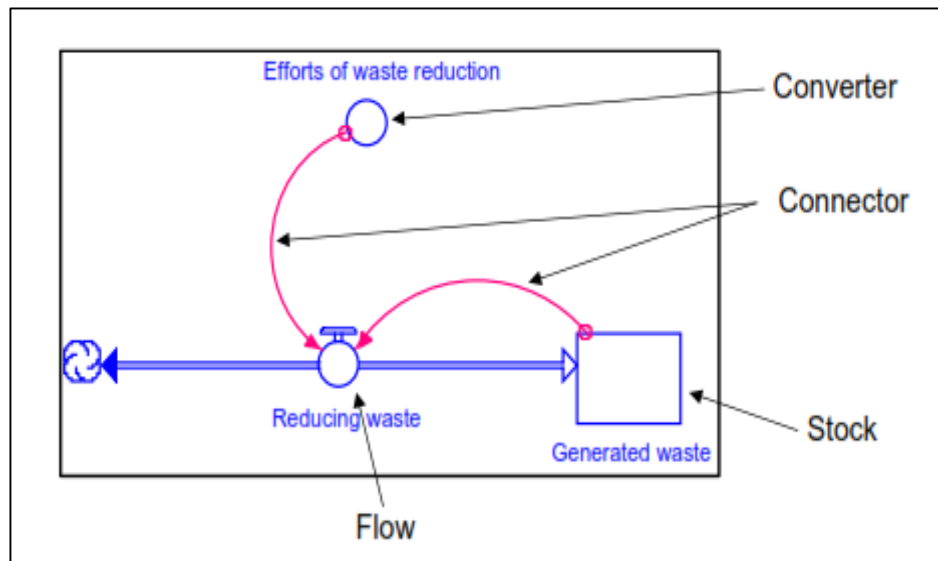 Efforts of waste reduction
Converter
Connector
Reducing waste
Stock
Generated waste
Flow